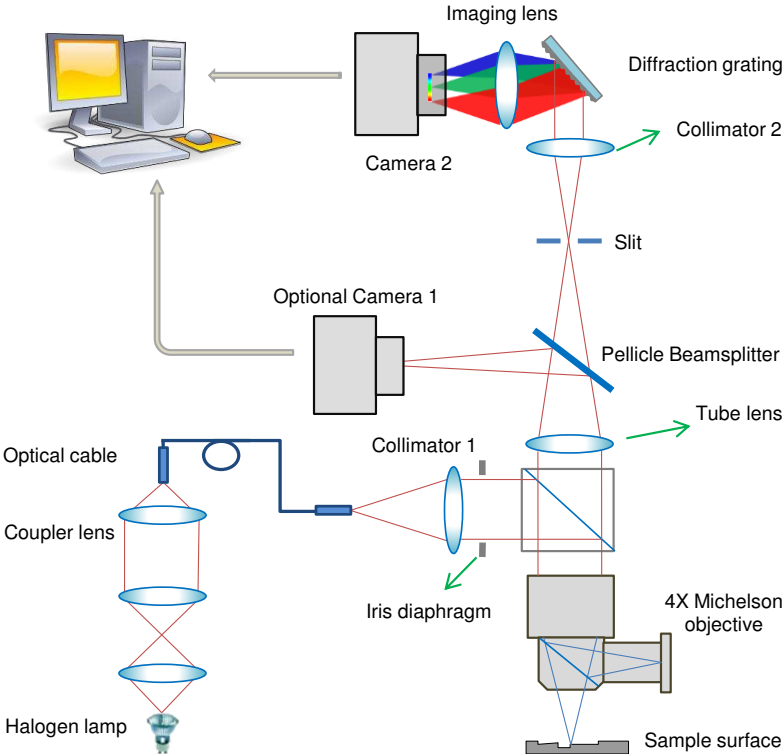 Imaging lens
Diffraction grating
Collimator 2
Camera 2
Slit
Optional Camera 1
Pellicle Beamsplitter
Tube lens
Collimator 1
Optical cable
Coupler lens
Iris diaphragm
4X Michelson
objective
Halogen lamp
Sample surface